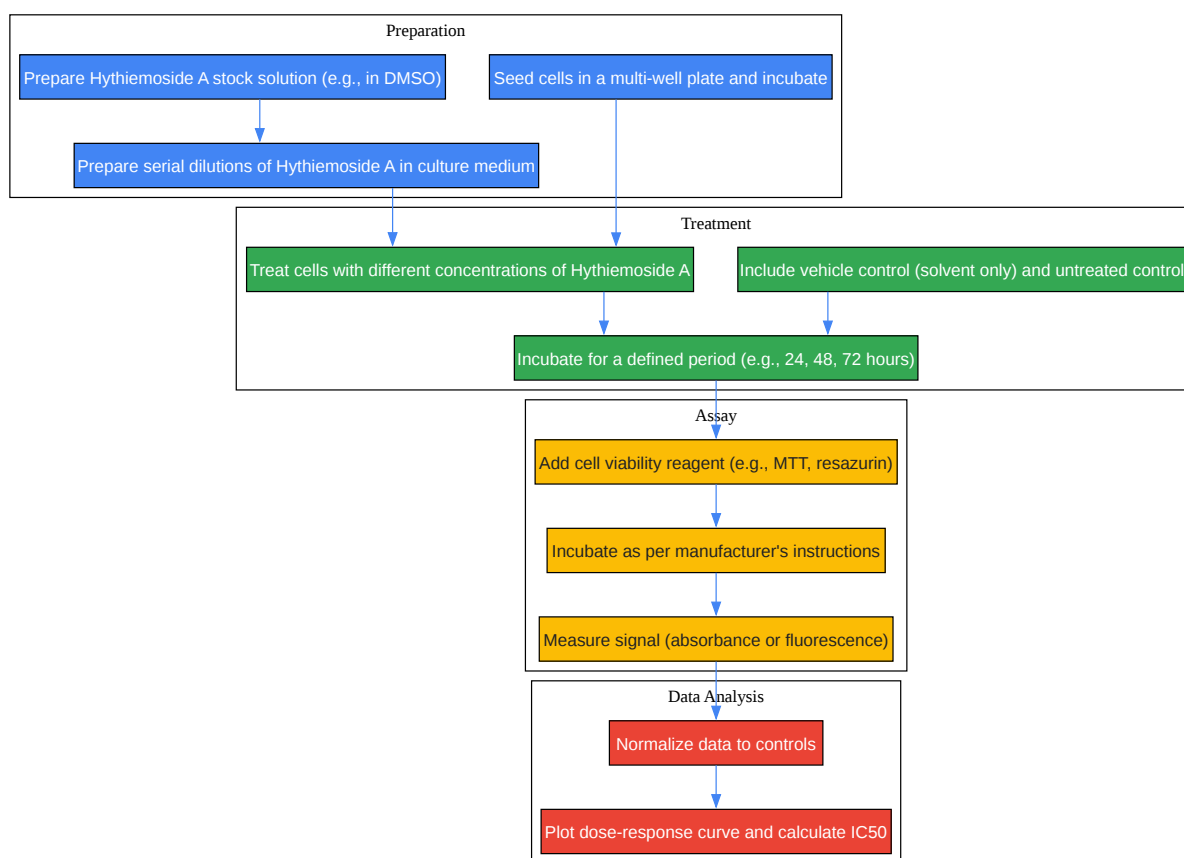 Preparation
Prepare Hythiemoside A stock solution (e.g., in DMSO)
Seed cells in a multi-well plate and incubate
Prepare serial dilutions of Hythiemoside A in culture medium
Treatment
Treat cells with different concentrations of Hythiemoside A
Include vehicle control (solvent only) and untreated control
Incubate for a defined period (e.g., 24, 48, 72 hours)
Assay
Add cell viability reagent (e.g., MTT, resazurin)
Incubate as per manufacturer's instructions
Measure signal (absorbance or fluorescence)
Data Analysis
Normalize data to controls
Plot dose-response curve and calculate IC50